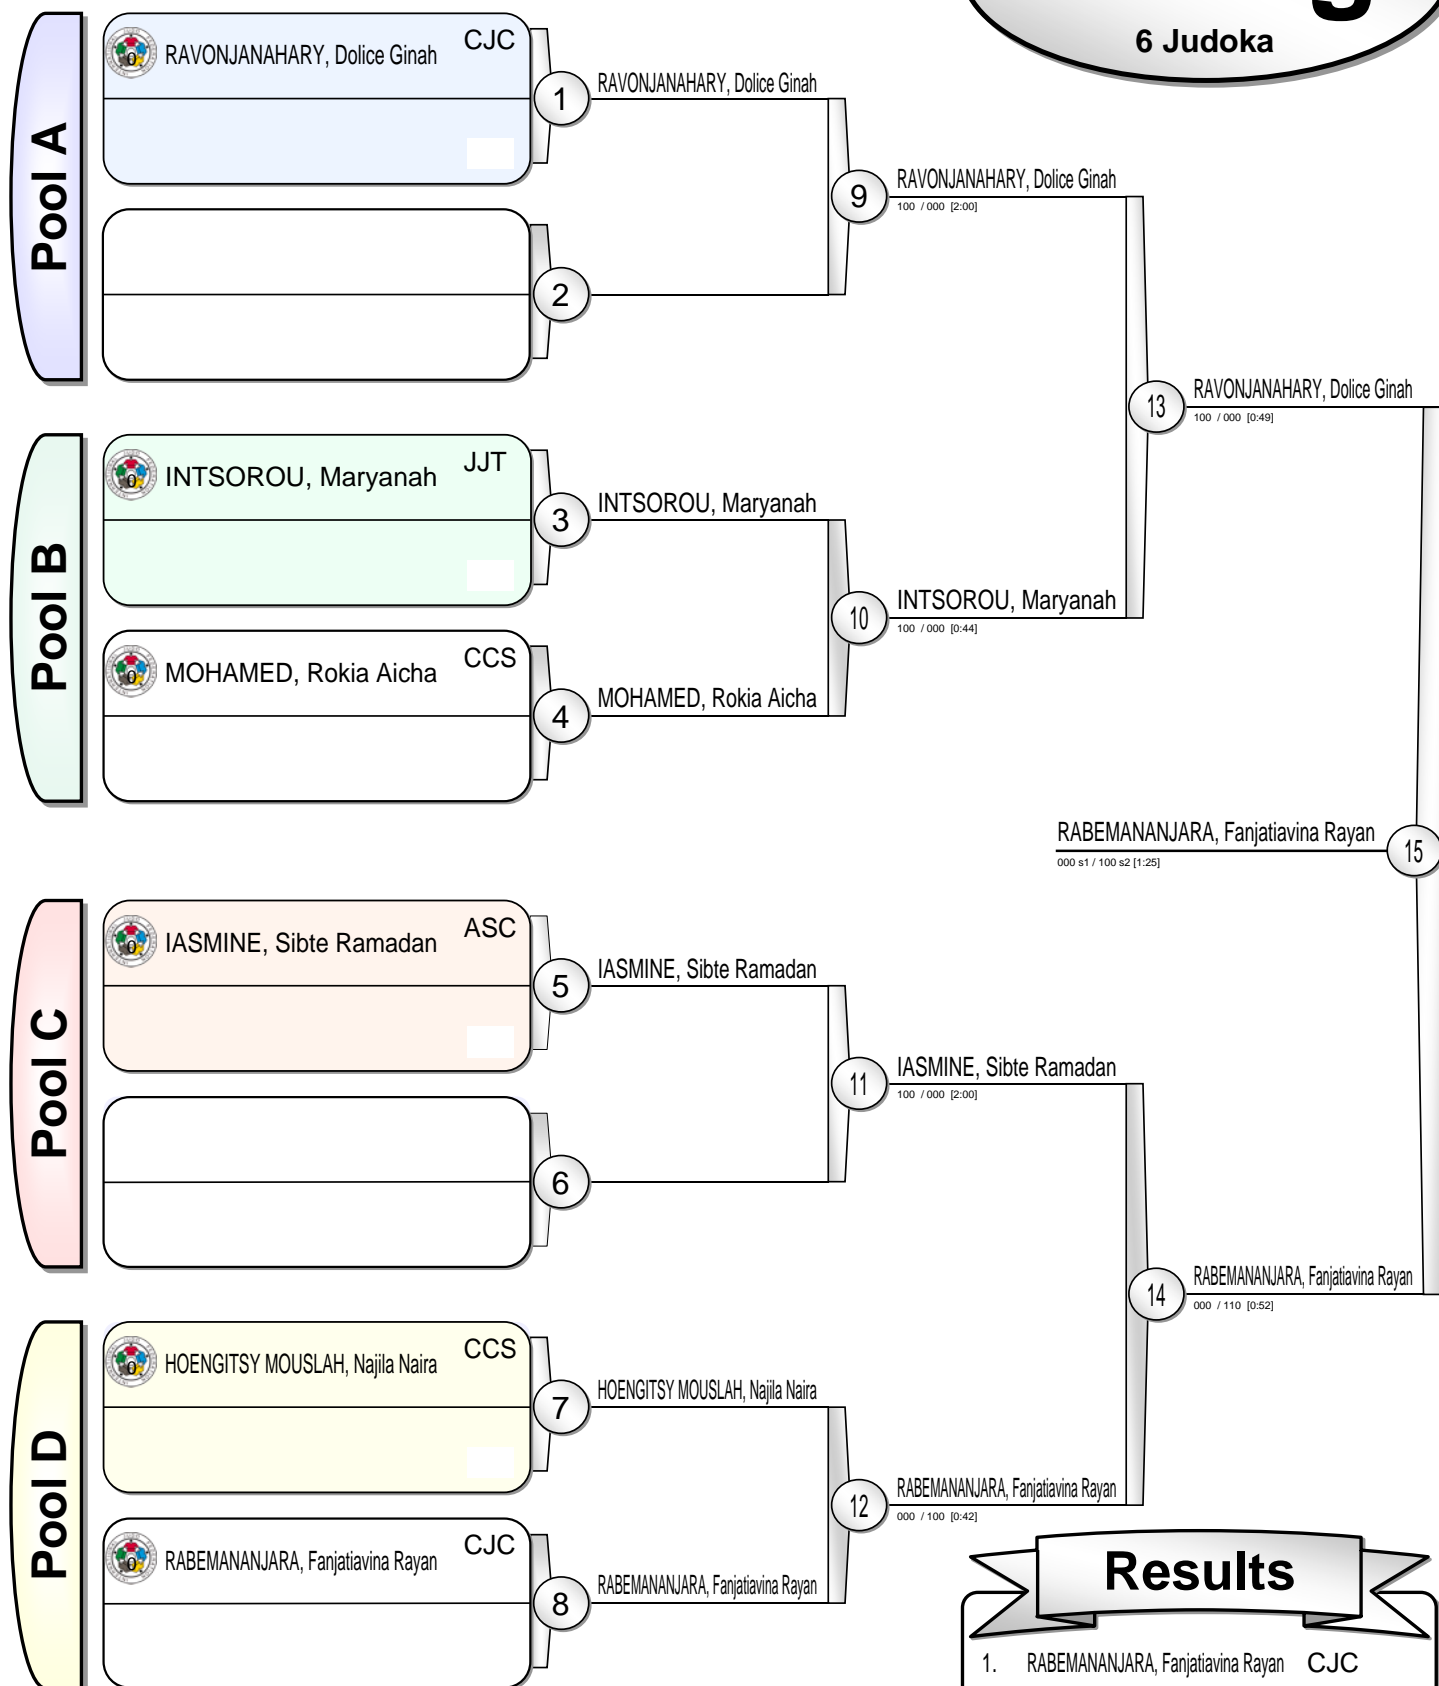 g
6 Judoka
Pool A
RAVONJANAHARY, Dolice Ginah CJC
0
1
RAVONJANAHARY, Dolice Ginah
2
9
RAVONJANAHARY, Dolice Ginah
100 / 000 [2:00]
13
RAVONJANAHARY, Dolice Ginah
100 / 000 [0:49]
Pool B
INTSOROU, Maryanah JJT
0
3
INTSOROU, Maryanah
MOHAMED, Rokia Aicha CCS
0
4
MOHAMED, Rokia Aicha
10
INTSOROU, Maryanah
100 / 000 [0:44]
RABEMANANJARA, Fanjatiavina Rayan
000 s1 / 100 s2 [1:25]
15
Pool C
IASMINE, Sibte Ramadan ASC
0
5
IASMINE, Sibte Ramadan
6
11
IASMINE, Sibte Ramadan
100 / 000 [2:00]
14
RABEMANANJARA, Fanjatiavina Rayan
000 / 110 [0:52]
Pool D
HOENGITSY MOUSLAH, Najila Naira CCS
0
7
HOENGITSY MOUSLAH, Najila Naira
RABEMANANJARA, Fanjatiavina Rayan CJC
0
8
RABEMANANJARA, Fanjatiavina Rayan
12
RABEMANANJARA, Fanjatiavina Rayan
000 / 100 [0:42]
Results
1. RABEMANANJARA, Fanjatiavina Rayan CJC